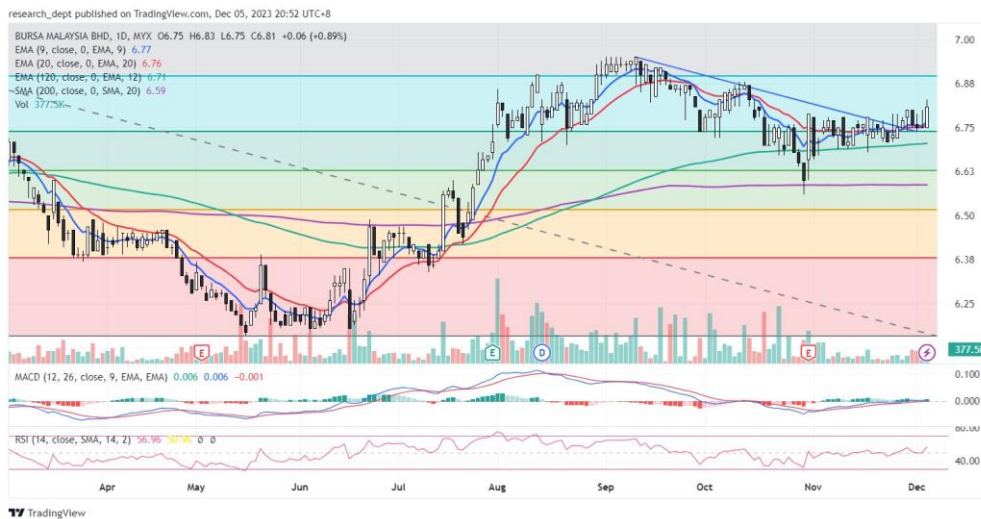 research_dept published on TradingView.com, Dec 05, 2023 20:52 UTC+8
BURSA MALAYSIA BHD, 1D, MYX O6.75 H6.83 L6.75 C6.81 +0.06 (+0.89%)
EMA (9, close, 0, EMA, 9) 6.77
EMA (20, close, 0, EMA, 20) 6.76
EMA (120, close, 0, EMA, 12) 6.71
SMA (200, close, 0, SMA, 20) 6.59
Vol 377.5K
7.00
6.88
6.75
6.63
6.50
6.38
6.25
E
E
D
E
377.5
MACD (12, 26, close, 9, EMA, EMA) 0.006 0.006 −0.001
0.100
0.000
RSI (14, close, SMA, 14, 2) 56.96 50.96 ø ø
60.00
40.00
Apr May Jun Jul Aug Sep Oct Nov Dec
TradingView